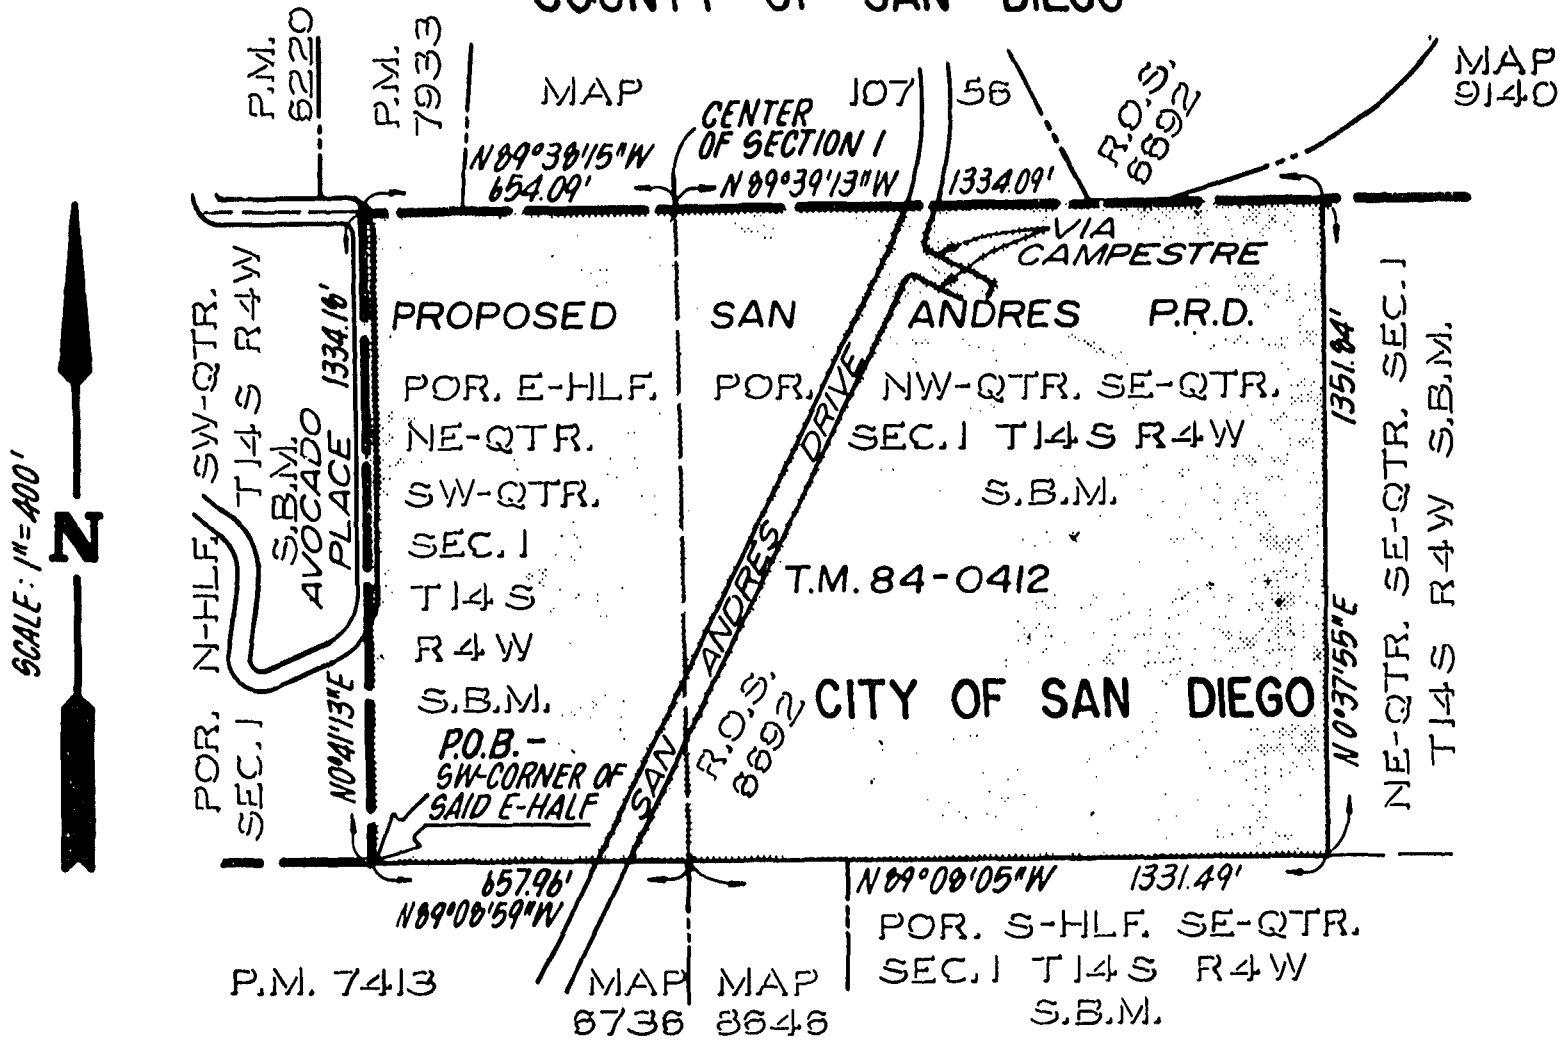 COUNTY OF SAN DIEGO
P.M.
6220
P.M.
7933
MAP 10756
R.O.S.
8892
MAP
9140
CENTER
OF SECTION 1
N89°38'15"W
654.09'
N89°39'13"W 1334.09'
VIA
CAMPESTRE
PROPOSED SAN ANDRES P.R.D.
POR. E-HLF.
NE-QTR.
SW-QTR.
SEC. 1
T14S
R4W
S.B.M.
POR. NW-QTR. SE-QTR.
SEC. 1 T14S R4W
S.B.M.
SAN ANDRES DRIVE
T.M. 84-0412
CITY OF SAN DIEGO
R.O.S.
8892
P.O.B.-
SW-CORNER OF
SAID E-HALF
SCALE: 1"=400'
N
POR. N-HLF. SW-QTR.
SEC. 1 T14S R4W
S.B.M.
AVOCADO
PLACE
1334.16'
N0°41'13"E
1351.84'
N0°37'55"E
NE-QTR. SE-QTR. SEC. 1
T14S R4W S.B.M.
657.96'
N89°08'59"W
N89°08'05"W 1331.49'
POR. S-HLF. SE-QTR.
SEC. 1 T14S R4W
S.B.M.
P.M. 7413
MAP
6736
MAP
8646